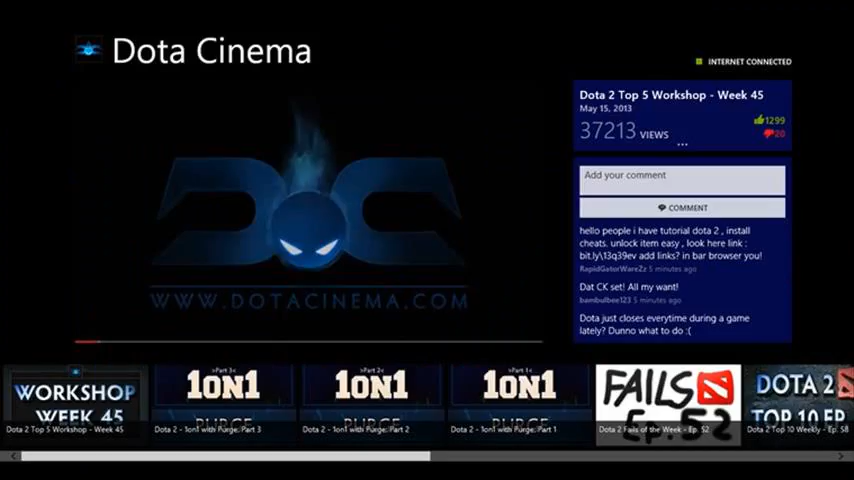 Dota Cinema
INTERNET CONNECTED
Dota 2 Top 5 Workshop - Week 45
May 15, 2013
1299
37213 VIEWS
20
...
Add your comment
COMMENT
hello people i have tutorial dota 2 , install
cheats. unlock item easy , look here link :
bit.ly\13q39ev add links? in bar browser you!
RapidGatorWareZz 5 minutes ago
Dat CK set! All my want!
bambulbee123 5 minutes ago
Dota just closes everytime during a game
lately? Dunno what to do :(
WWW.DOTACINEMA.COM
WORKSHOP
WEEK 45
Dota 2 Top 5 Workshop - Week 45
>Part 3<
1ON1
PURGE
Dota 2 - 1on1 with Purge: Part 3
>Part 2<
1ON1
PURGE
Dota 2 - 1on1 with Purge: Part 2
>Part 1<
1ON1
PURGE
Dota 2 - 1on1 with Purge: Part 1
FAILS
Ep. 52
Dota 2 Fails of the Week - Ep. 52
DOTA 2
TOP 10 EP
Dota 2 Top 10 Weekly - Ep. 58